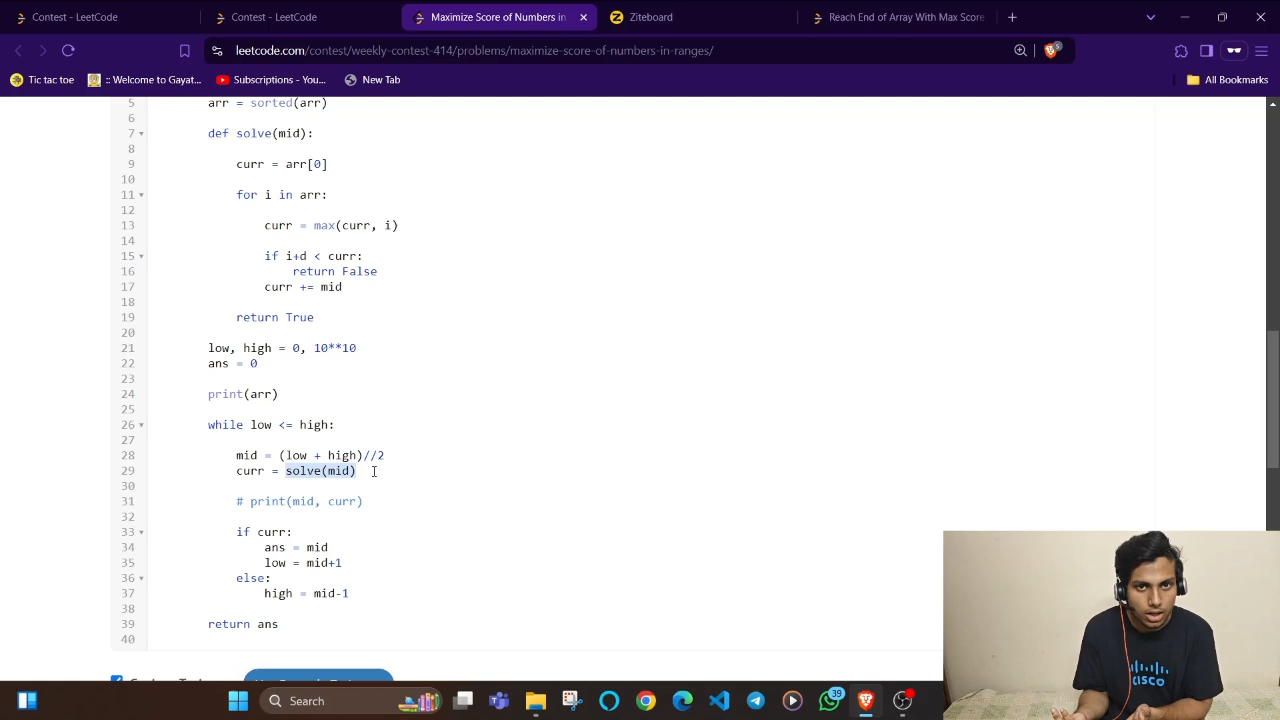 Contest - LeetCode
Contest - LeetCode
Maximize Score of Numbers in
Ziteboard
Reach End of Array With Max Score
leetcode.com/contest/weekly-contest-414/problems/maximize-score-of-numbers-in-ranges/
5
Tic tac toe
:: Welcome to Gayat...
Subscriptions - You...
New Tab
All Bookmarks
5 arr = sorted(arr)
6
7 def solve(mid):
8
9 curr = arr[0]
10
11 for i in arr:
12
13 curr = max(curr, i)
14
15 if i+d < curr:
16 return False
17 curr += mid
18
19 return True
20
21 low, high = 0, 10**10
22 ans = 0
23
24 print(arr)
25
26 while low <= high:
27
28 mid = (low + high)//2
29 curr = solve(mid)
30
31 # print(mid, curr)
32
33 if curr:
34 ans = mid
35 low = mid+1
36 else:
37 high = mid-1
38
39 return ans
40
cisco
Search
39